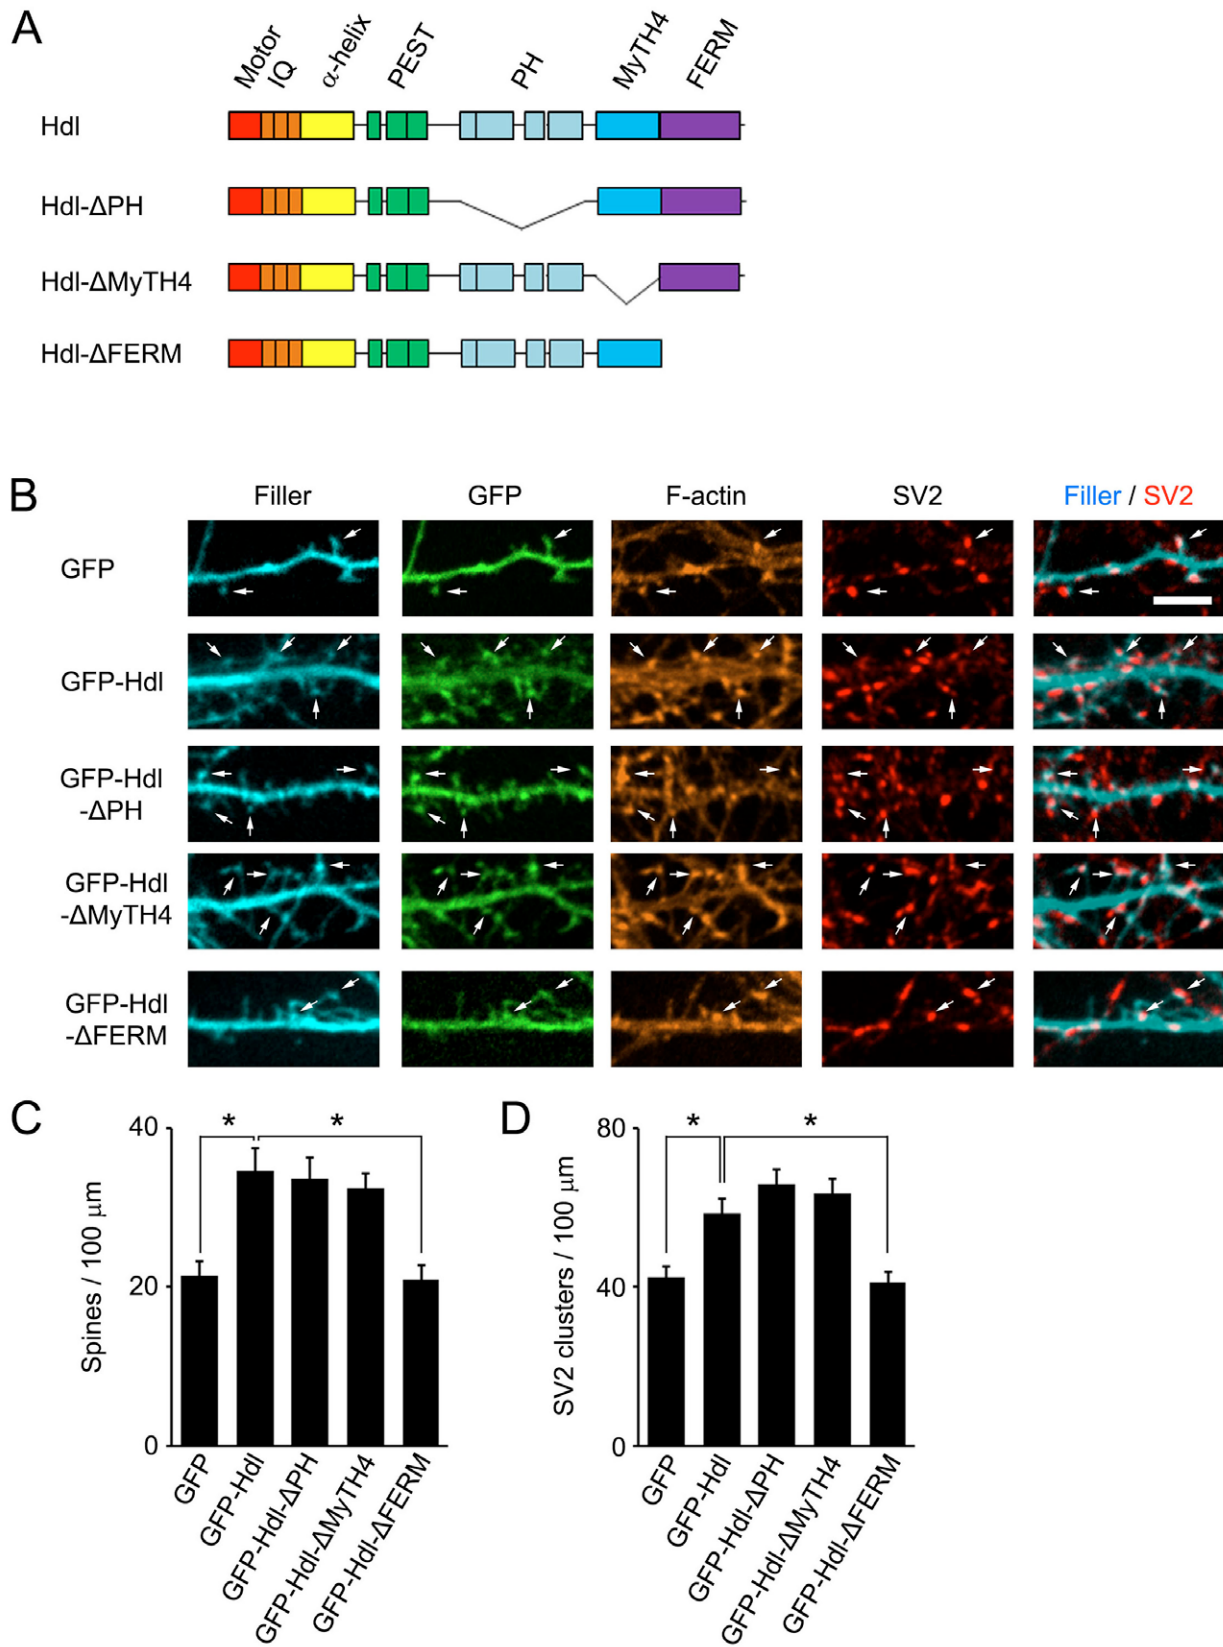 A
Motor IQ α-helix PEST PH MyTH4 FERM
Hdl
Hdl-ΔPH
Hdl-ΔMyTH4
Hdl-ΔFERM
B
Filler GFP F-actin SV2 Filler / SV2
GFP
GFP-Hdl
GFP-Hdl
-ΔPH
GFP-Hdl
-ΔMyTH4
GFP-Hdl
-ΔFERM
C
Spines / 100 μm
40
20
0
* *
GFP
GFP-Hdl
GFP-Hdl-ΔPH
GFP-Hdl-ΔMyTH4
GFP-Hdl-ΔFERM
D
SV2 clusters / 100 μm
80
40
0
* *
GFP
GFP-Hdl
GFP-Hdl-ΔPH
GFP-Hdl-ΔMyTH4
GFP-Hdl-ΔFERM